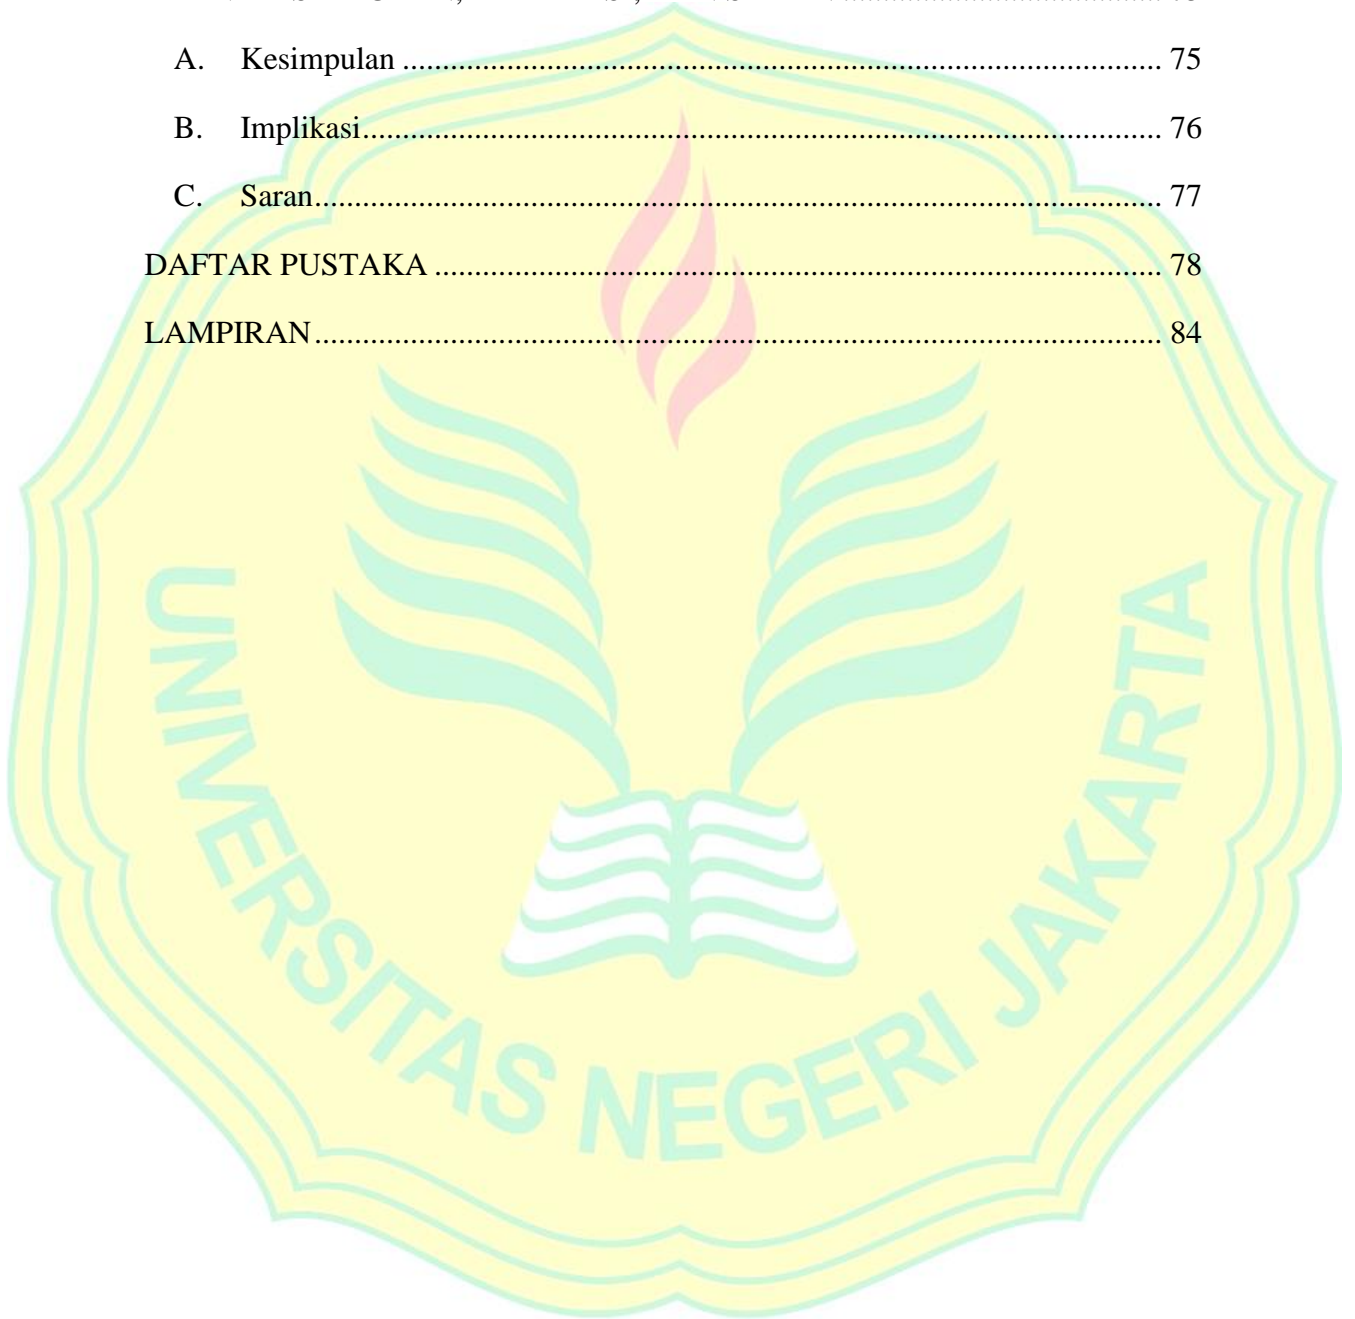 A. Kesimpulan ............................................................................................... 75
B. Implikasi.................................................................................................... 76
C. Saran.......................................................................................................... 77
DAFTAR PUSTAKA ........................................................................................... 78
LAMPIRAN.......................................................................................................... 84
UNIVERSITAS NEGERI JAKARTA